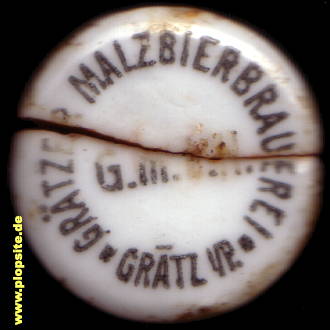 GRÄTZER MALZBIERBRAUEREI
G.m.b.H.
* GRÄTZ I/P. *
www.plopsite.de